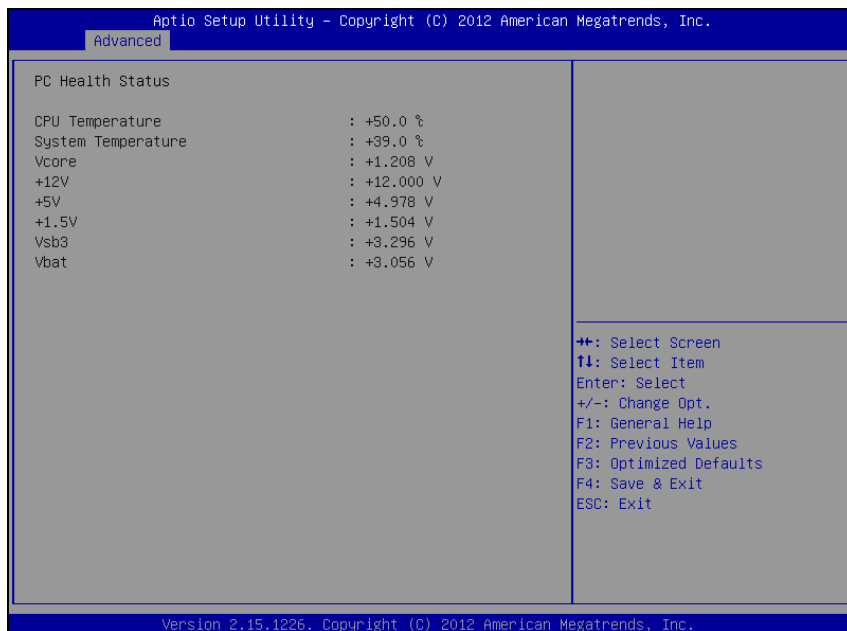 Aptio Setup Utility – Copyright (C) 2012 American Megatrends, Inc.
Advanced
PC Health Status
CPU Temperature : +50.0 ℃
System Temperature : +39.0 ℃
Vcore : +1.208 V
+12V : +12.000 V
+5V : +4.978 V
+1.5V : +1.504 V
Vsb3 : +3.296 V
Vbat : +3.056 V
→←: Select Screen
↑↓: Select Item
Enter: Select
+/-: Change Opt.
F1: General Help
F2: Previous Values
F3: Optimized Defaults
F4: Save & Exit
ESC: Exit
Version 2.15.1226. Copyright (C) 2012 American Megatrends, Inc.